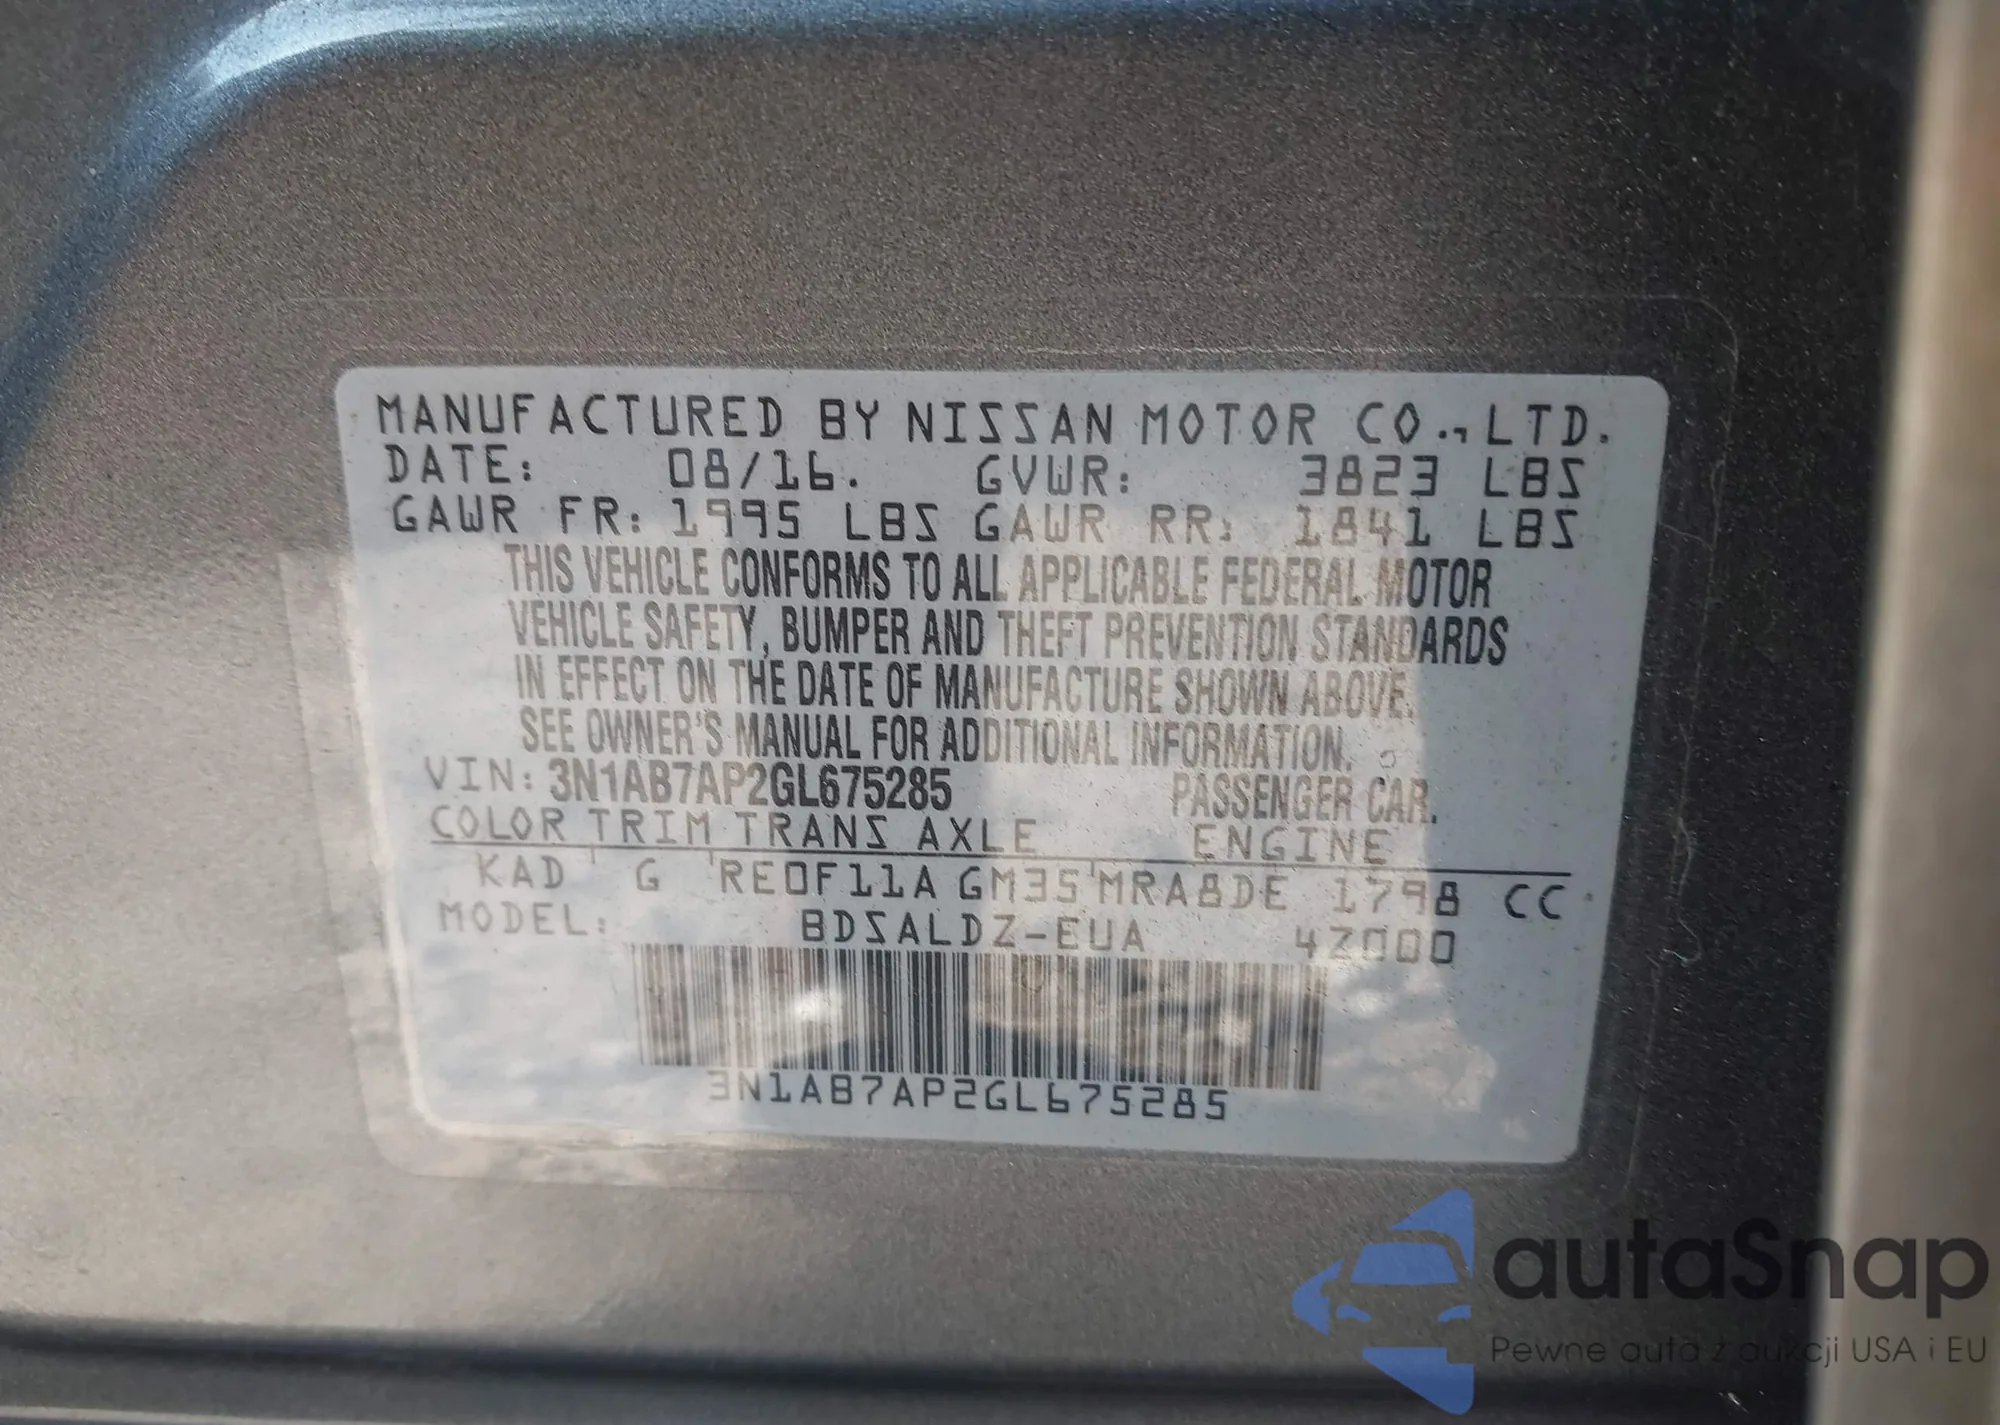 MANUFACTURED BY NISSAN MOTOR CO., LTD.
DATE: 08/16. GVWR: 3823 LBS
GAWR FR: 1995 LBS GAWR RR: 1841 LBS
THIS VEHICLE CONFORMS TO ALL APPLICABLE FEDERAL MOTOR
VEHICLE SAFETY, BUMPER AND THEFT PREVENTION STANDARDS
IN EFFECT ON THE DATE OF MANUFACTURE SHOWN ABOVE.
SEE OWNER'S MANUAL FOR ADDITIONAL INFORMATION.
VIN: 3N1AB7AP2GL675285 PASSENGER CAR.
COLOR TRIM TRANS AXLE ENGINE
KAD G RE0F11A GM35 MRA8DE 1798 CC
MODEL: BDSALDZ-EUA 4Z000
3N1AB7AP2GL675285
autaSnap
Pewne auta z aukcji USA i EU